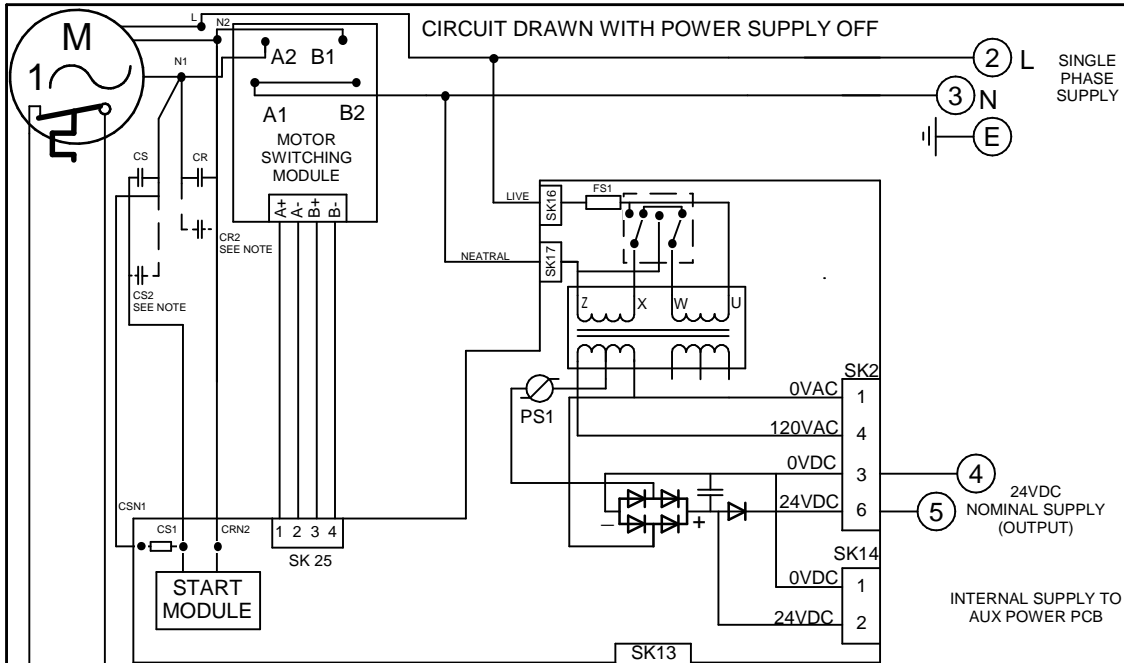 CIRCUIT DRAWN WITH POWER SUPPLY OFF
L
N2
M
1
N1
A2 B1
A1 B2
MOTOR
SWITCHING
MODULE
A+ A- B+ B-
2 L
3 N
E
SINGLE
PHASE
SUPPLY
CS
CR
CR2
SEE NOTE
CS2
SEE NOTE
LIVE
SK16
FS1
NEATRAL
SK17
Z X W U
PS1
SK2
0VAC 1
120VAC 4
0VDC 3
24VDC 6
4
5
24VDC
NOMINAL SUPPLY
(OUTPUT)
– +
SK14
0VDC 1
24VDC 2
INTERNAL SUPPLY TO
AUX POWER PCB
CSN1
CS1
CRN2
1 2 3 4
SK 25
START
MODULE
SK13